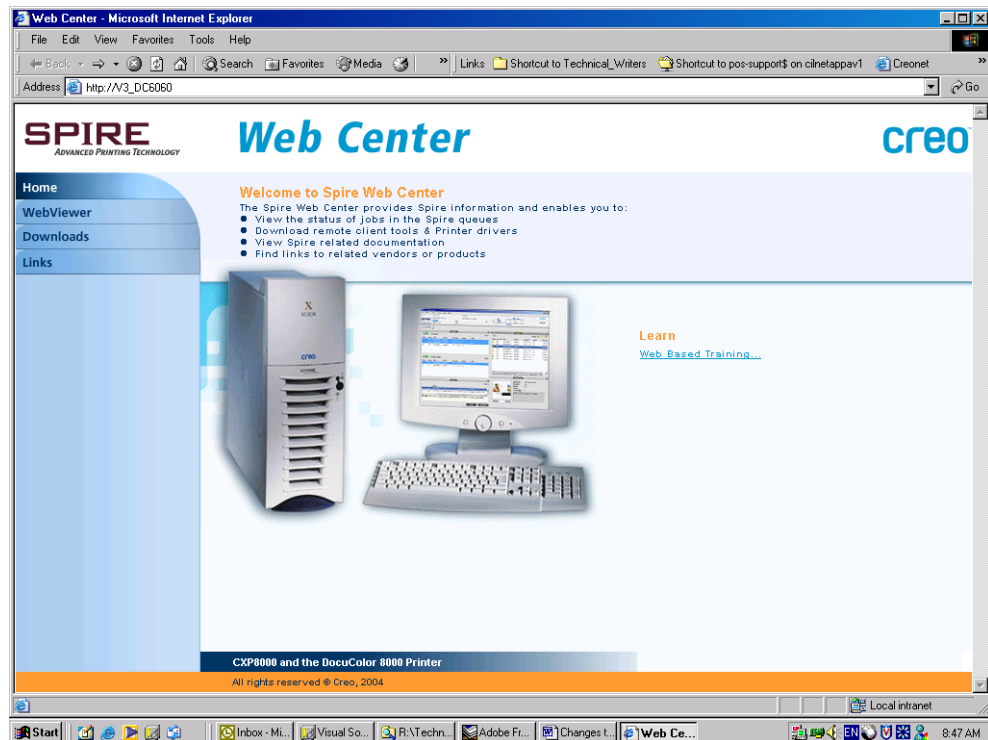 Web Center - Microsoft Internet Explorer
File Edit View Favorites Tools Help
Back Search Favorites Media » Links Shortcut to Technical_Writers Shortcut to pos-support$ on cilnetappav1 Creonet »
Address http://V3_DC6060 Go
SPIRE
ADVANCED PRINTING TECHNOLOGY
Web Center
creo
Home
WebViewer
Downloads
Links
Welcome to Spire Web Center
The Spire Web Center provides Spire information and enables you to:
• View the status of jobs in the Spire queues
• Download remote client tools & Printer drivers
• View Spire related documentation
• Find links to related vendors or products
X
XEROX
creo
Learn
Web Based Training...
CXP8000 and the DocuColor 8000 Printer
All rights reserved © Creo, 2004
Local intranet
Start Inbox - Mi... Visual So... R:\Techn... Adobe Fr... Changes t... Web Ce... EN 8:47 AM